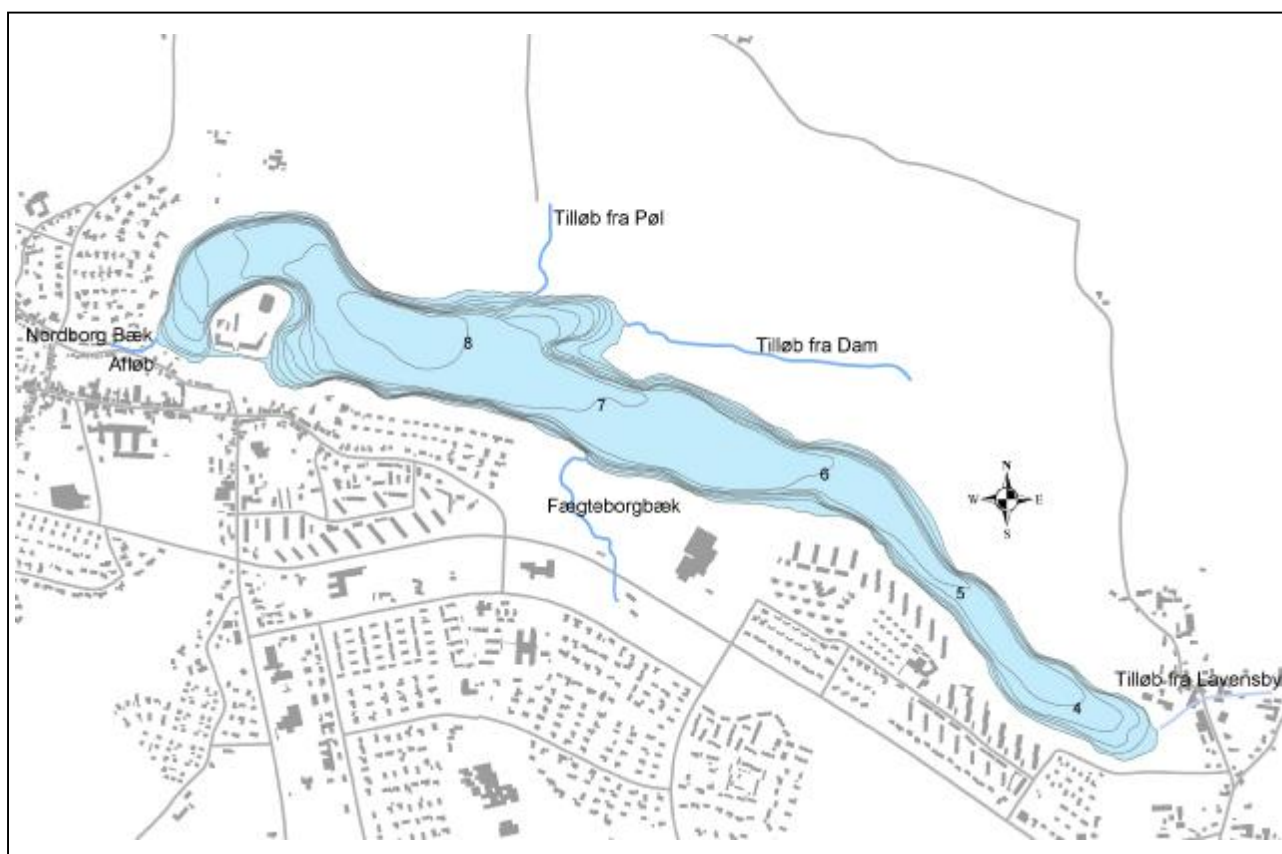 Tilløb fra Pøl
Nordborg Bæk
Afløb
8
Tilløb fra Dam
7
6
N
W
E
S
Fægteborgbæk
5
Tilløb fra Lavensby
4